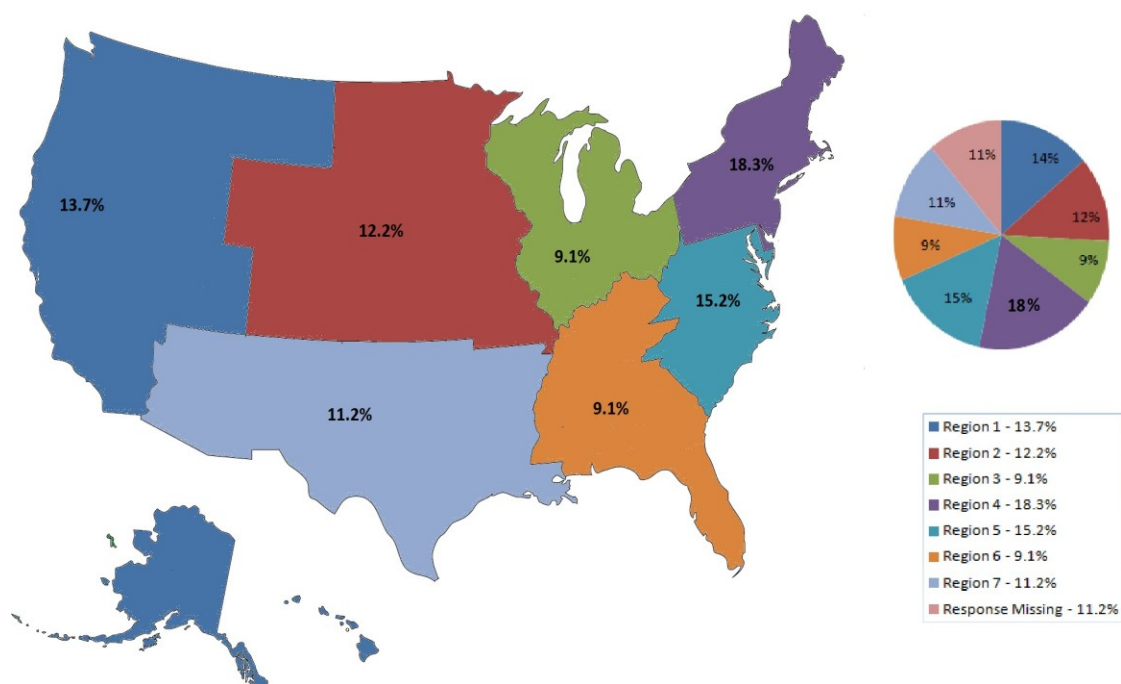 18.3%
13.7%
12.2%
9.1%
15.2%
11.2%
9.1%
11%
14%
11%
12%
9%
9%
15%
18%
Region 1 - 13.7%
Region 2 - 12.2%
Region 3 - 9.1%
Region 4 - 18.3%
Region 5 - 15.2%
Region 6 - 9.1%
Region 7 - 11.2%
Response Missing - 11.2%